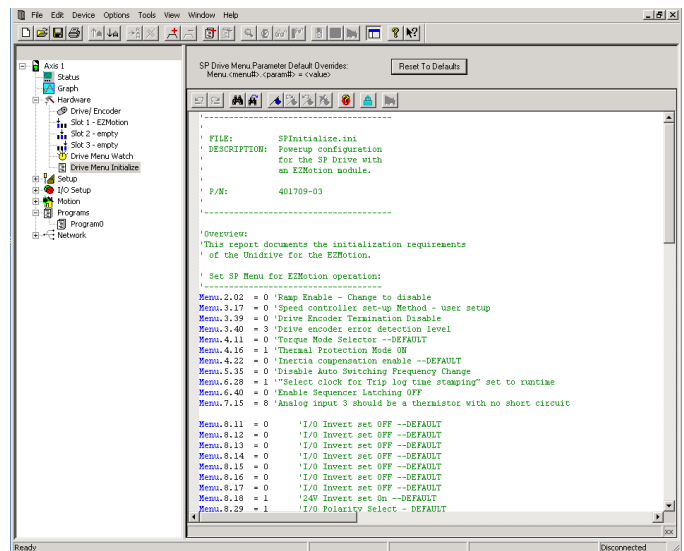 File Edit Device Options Tools View Window Help
SP Drive Menu.Parameter Default Overrides:
Menu.<menu#>.<param#> = <value>
Reset To Defaults
Axis 1
Status
Graph
Hardware
Drive/ Encoder
Slot 1 - EZMotion
Slot 2 - empty
Slot 3 - empty
Drive Menu Watch
Drive Menu Initialize
Setup
I/O Setup
Motion
Programs
Program0
Network
'--------------------------------------
'
' FILE: SPInitialize.ini
' DESCRIPTION: Powerup configuration
' for the SP Drive with
' an EZMotion module.
'
' P/N: 401709-03
'
'--------------------------------------
'Overview:
'This report documents the initialization requirements
' of the Unidrive for the EZMotion.
' Set SP Menu for EZMotion operation:
'------------------------------------
Menu.2.02 = 0 'Ramp Enable - Change to disable
Menu.3.17 = 0 'Speed controller set-up Method - user setup
Menu.3.39 = 0 'Drive Encoder Termination Disable
Menu.3.40 = 3 'Drive encoder error detection level
Menu.4.11 = 0 'Torque Mode Selector --DEFAULT
Menu.4.16 = 1 'Thermal Protection Mode ON
Menu.4.22 = 0 'Inertia compensation enable --DEFAULT
Menu.5.35 = 0 'Disable Auto Switching Frequency Change
Menu.6.28 = 1 '"Select clock for Trip log time stamping" set to runtime
Menu.6.40 = 0 'Enable Sequencer Latching OFF
Menu.7.15 = 8 'Analog input 3 should be a thermistor with no short circuit
Menu.8.11 = 0 'I/O Invert set OFF --DEFAULT
Menu.8.12 = 0 'I/O Invert set OFF --DEFAULT
Menu.8.13 = 0 'I/O Invert set OFF --DEFAULT
Menu.8.14 = 0 'I/O Invert set OFF --DEFAULT
Menu.8.15 = 0 'I/O Invert set OFF --DEFAULT
Menu.8.16 = 0 'I/O Invert set OFF --DEFAULT
Menu.8.17 = 0 'I/O Invert set OFF --DEFAULT
Menu.8.18 = 1 '24V Invert set On --DEFAULT
Menu.8.29 = 1 'I/O Polarity Select - DEFAULT
xx
Ready
Disconnected